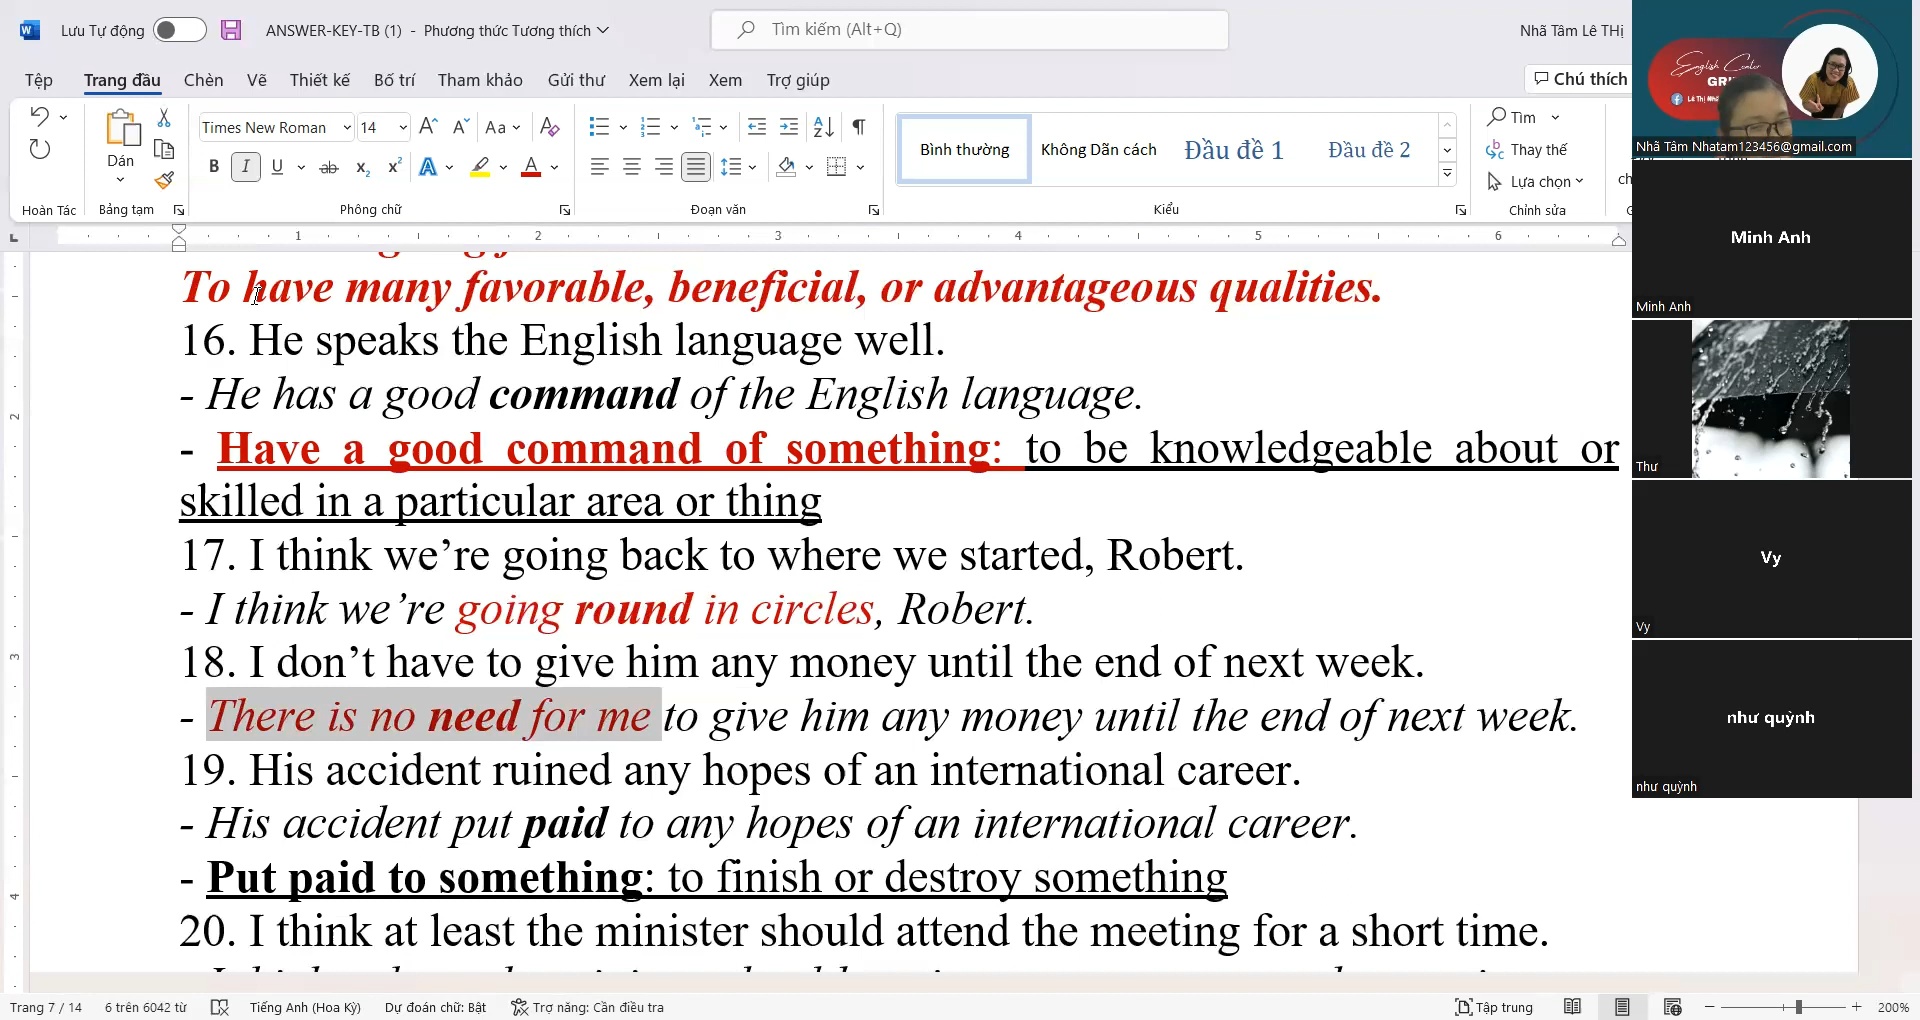 Lưu Tự động
ANSWER-KEY-TB (1) - Phương thức Tương thích
Tìm kiếm (Alt+Q)
Nhã Tâm Lê THị
Tệp Trang đầu Chèn Vẽ Thiết kế Bố trí Tham khảo Gửi thư Xem lại Xem Trợ giúp
Chú thích
Dán
Times New Roman 14
Bình thường Không Dãn cách Đầu đề 1 Đầu đề 2
Tìm
Thay thế
Lựa chọn
Hoàn Tác Bảng tạm Phông chữ Đoạn văn Kiểu Chỉnh sửa
1 2 3 4 5 6
To have many favorable, beneficial, or advantageous qualities.
16. He speaks the English language well.
- He has a good command of the English language.
- Have a good command of something: to be knowledgeable about or
skilled in a particular area or thing
17. I think we’re going back to where we started, Robert.
- I think we’re going round in circles, Robert.
18. I don’t have to give him any money until the end of next week.
- There is no need for me to give him any money until the end of next week.
19. His accident ruined any hopes of an international career.
- His accident put paid to any hopes of an international career.
- Put paid to something: to finish or destroy something
20. I think at least the minister should attend the meeting for a short time.
English Center
Nhã Tâm Nhatam123456@gmail.com
Minh Anh
Minh Anh
Thư
Vy
Vy
như quỳnh
như quỳnh
Trang 7 / 14 6 trên 6042 từ Tiếng Anh (Hoa Kỳ) Dự đoán chữ: Bật Trợ năng: Cần điều tra
Tập trung
200%